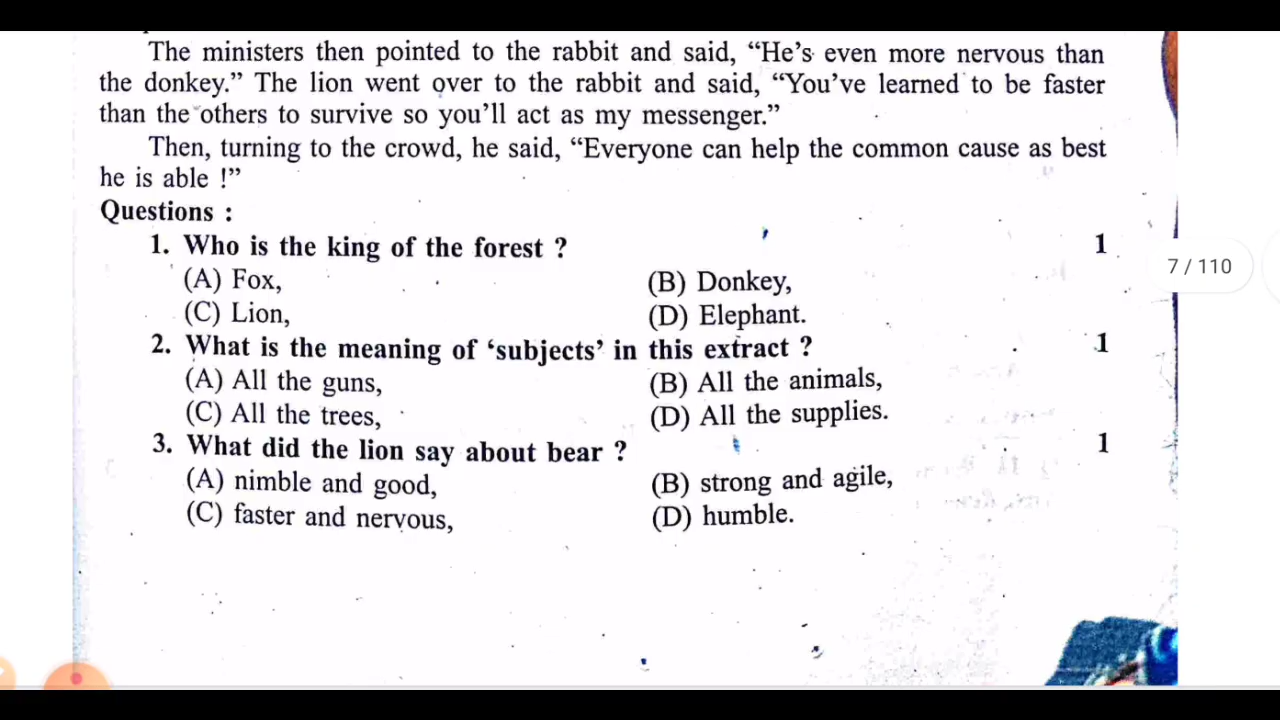 The ministers then pointed to the rabbit and said, “He’s even more nervous than
the donkey.” The lion went over to the rabbit and said, “You’ve learned to be faster
than the others to survive so you’ll act as my messenger.”
Then, turning to the crowd, he said, “Everyone can help the common cause as best
he is able !”
Questions :
1. Who is the king of the forest ? 1
(A) Fox, (B) Donkey,
(C) Lion, (D) Elephant.
2. What is the meaning of ‘subjects’ in this extract ? 1
(A) All the guns, (B) All the animals,
(C) All the trees, (D) All the supplies.
3. What did the lion say about bear ? 1
(A) nimble and good, (B) strong and agile,
(C) faster and nervous, (D) humble.
7 / 110